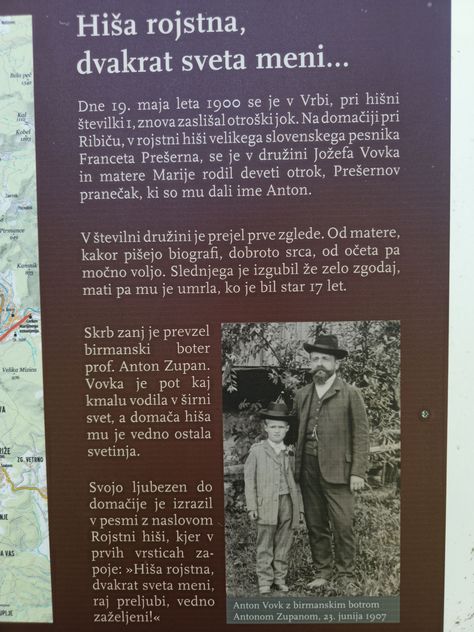 Hiša rojstna,
dvakrat sveta meni...
Dne 19. maja leta 1900 se je v Vrbi, pri hišni
številki 1, znova zaslišal otroški jok. Na domačiji pri
Ribiču, v rojstni hiši velikega slovenskega pesnika
Franceta Prešerna, se je v družini Jožefa Vovka
in matere Marije rodil deveti otrok, Prešernov
pranečak, ki so mu dali ime Anton.
V številni družini je prejel prve zglede. Od matere,
kakor pišejo biografi, dobroto srca, od očeta pa
močno voljo. Slednjega je izgubil že zelo zgodaj,
mati pa mu je umrla, ko je bil star 17 let.
Skrb zanj je prevzel
birmanski boter
prof. Anton Zupan.
Vovka je pot kaj
kmalu vodila v širni
svet, a domača hiša
mu je vedno ostala
svetinja.
Svojo ljubezen do
domačije je izrazil
v pesmi z naslovom
Rojstni hiši, kjer v
prvih vrsticah za-
poje: »Hiša rojstna,
dvakrat sveta meni,
raj preljubi, vedno
zaželjeni!«
Anton Vovk z birmanskim botrom
Antonom Zupanom, 23. junija 1907
Kamnik
Velika Mizica
ZG. VETRNO